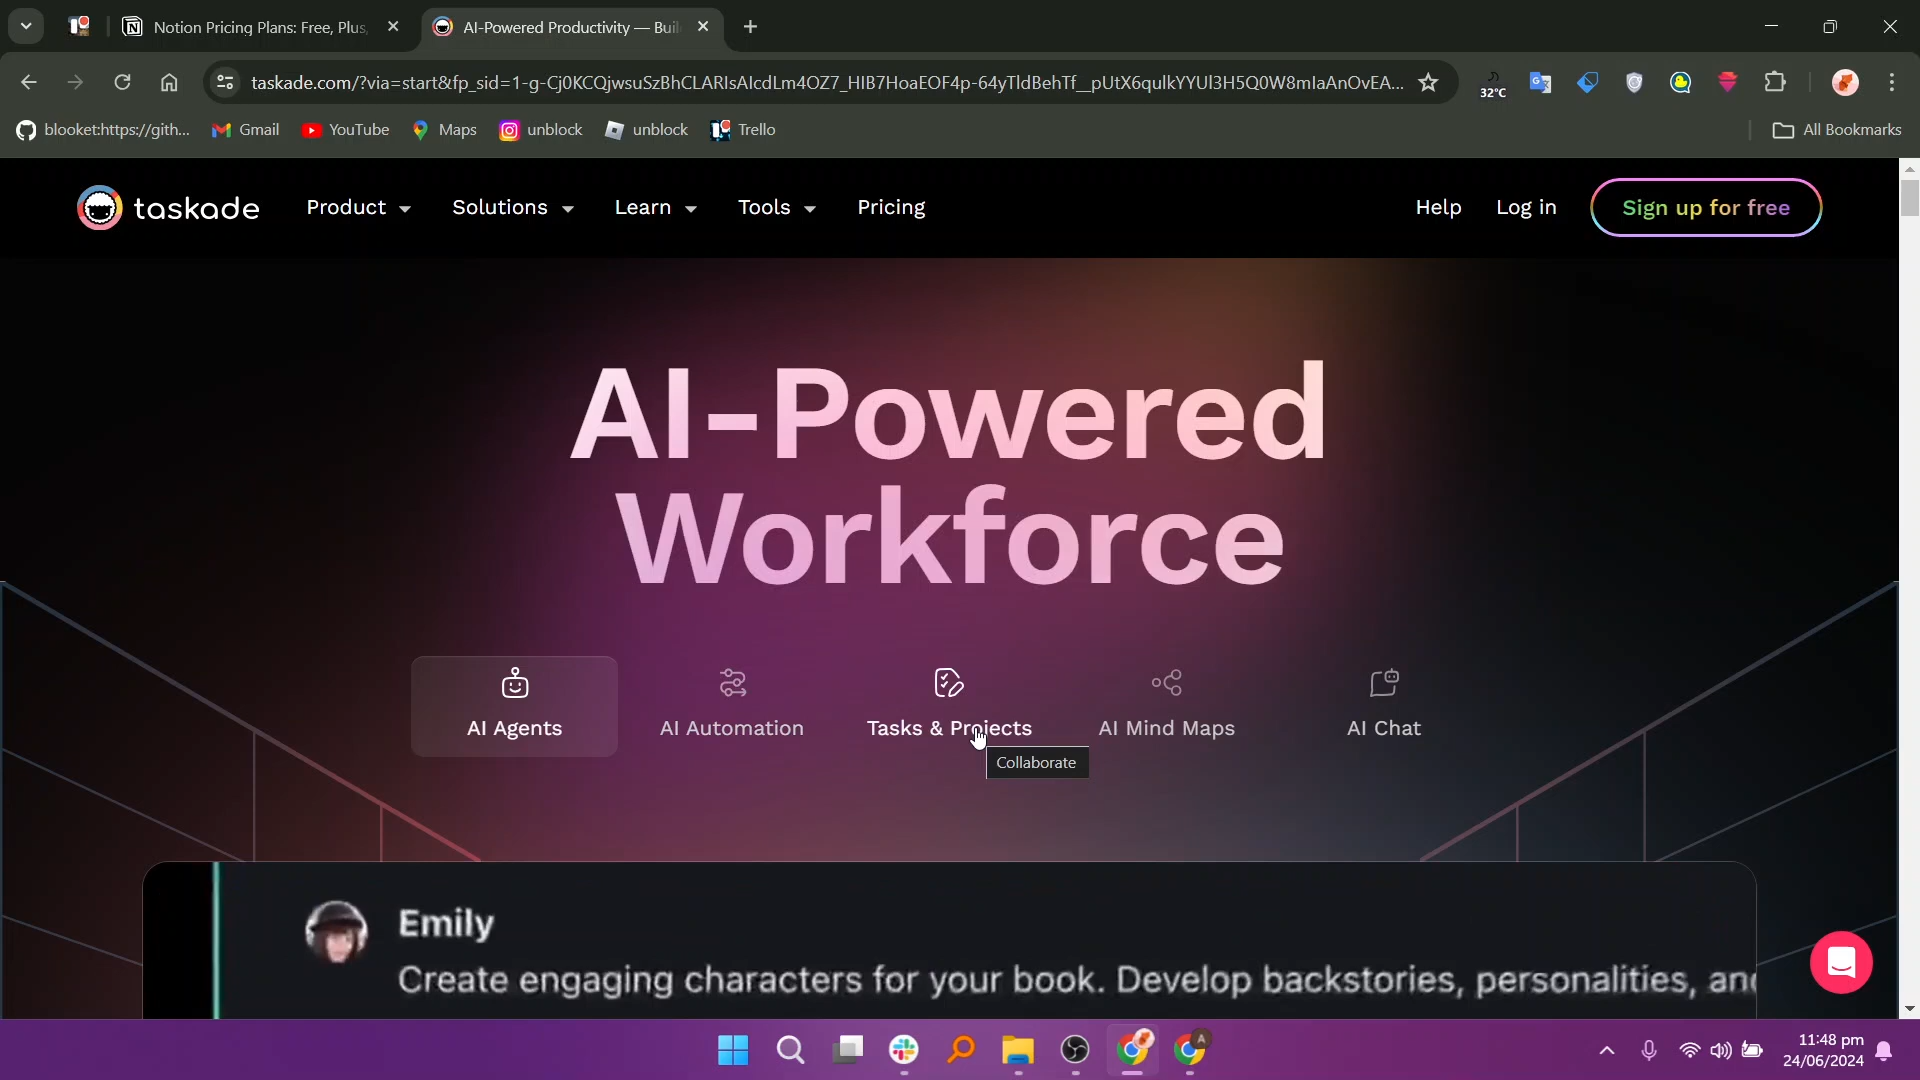 Notion Pricing Plans: Free, Plus,
AI-Powered Productivity — Buil
taskade.com/?via=start&fp_sid=1-g-Cj0KCQjwsuSzBhCLARIsAIcdLm4OZ7_HIB7HoaEOF4p-64yTldBehTf__pUtX6qulkYYUl3H5Q0W8mlaAnOvEA...
32°C
blooket:https://gith...
Gmail
YouTube
Maps
unblock
unblock
Trello
All Bookmarks
taskade
Product
Solutions
Learn
Tools
Pricing
Help
Log in
Sign up for free
AI-Powered
Workforce
AI Agents
AI Automation
Tasks & Projects
AI Mind Maps
AI Chat
Collaborate
Emily
Create engaging characters for your book. Develop backstories, personalities, and
A
11:48 pm
24/06/2024